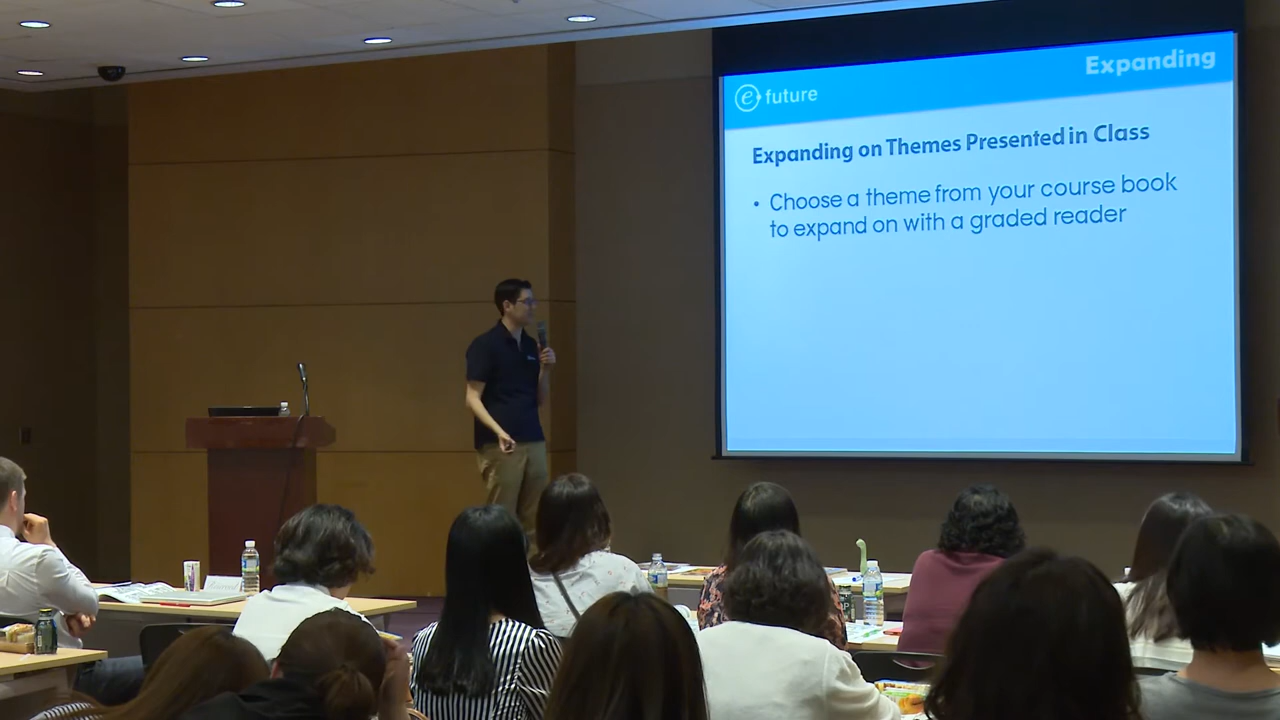 Expanding
e future
Expanding on Themes Presented in Class
• Choose a theme from your course book
to expand on with a graded reader